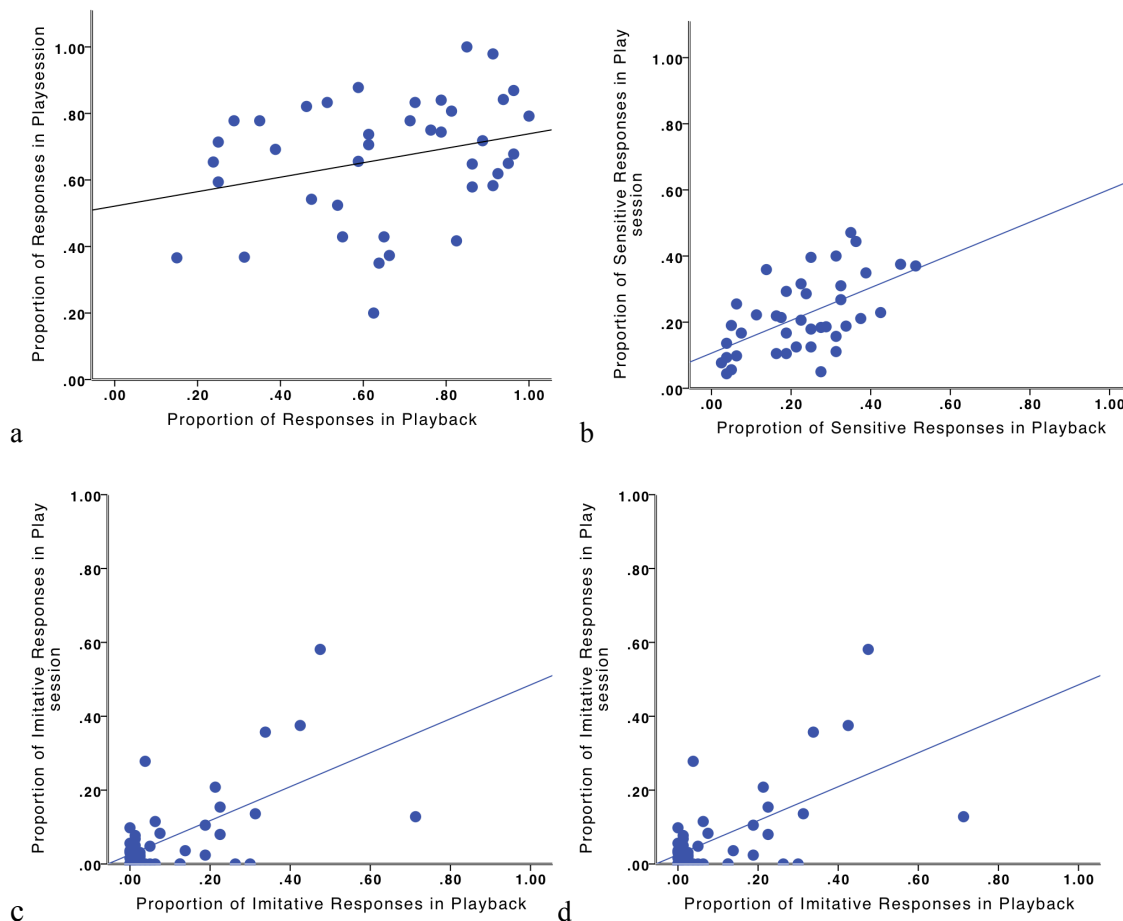 Proportion of Responses in Playsession
1.00
.80
.60
.40
.20
.00
.00 .20 .40 .60 .80 1.00
Proportion of Responses in Playback
a
Proportion of Sensitive Responses in Play
session
1.00
.80
.60
.40
.20
.00
.00 .20 .40 .60 .80 1.00
Proprotion of Sensitive Responses in Playback
b
Proportion of Imitative Responses in Play
session
1.00
.80
.60
.40
.20
.00
.00 .20 .40 .60 .80 1.00
Proportion of Imitative Responses in Playback
c
Proportion of Imitative Responses in Play
session
1.00
.80
.60
.40
.20
.00
.00 .20 .40 .60 .80 1.00
Proportion of Imitative Responses in Playback
d